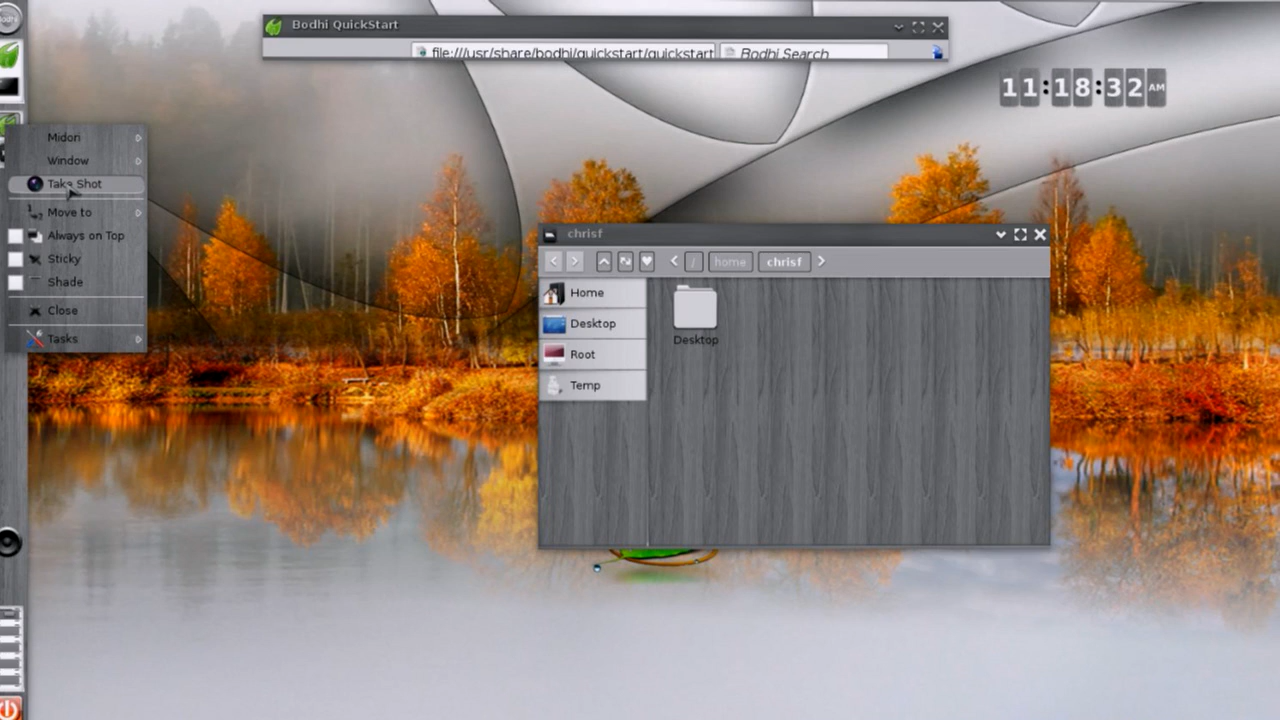 Bodhi
Bodhi QuickStart
file:///usr/share/bodhi/quickstart/quickstart
Bodhi Search
11:18:32 AM
Midori
Window
Take Shot
Move to
Always on Top
Sticky
Shade
Close
Tasks
chrisf
/
home
chrisf
Home
Desktop
Root
Temp
Desktop